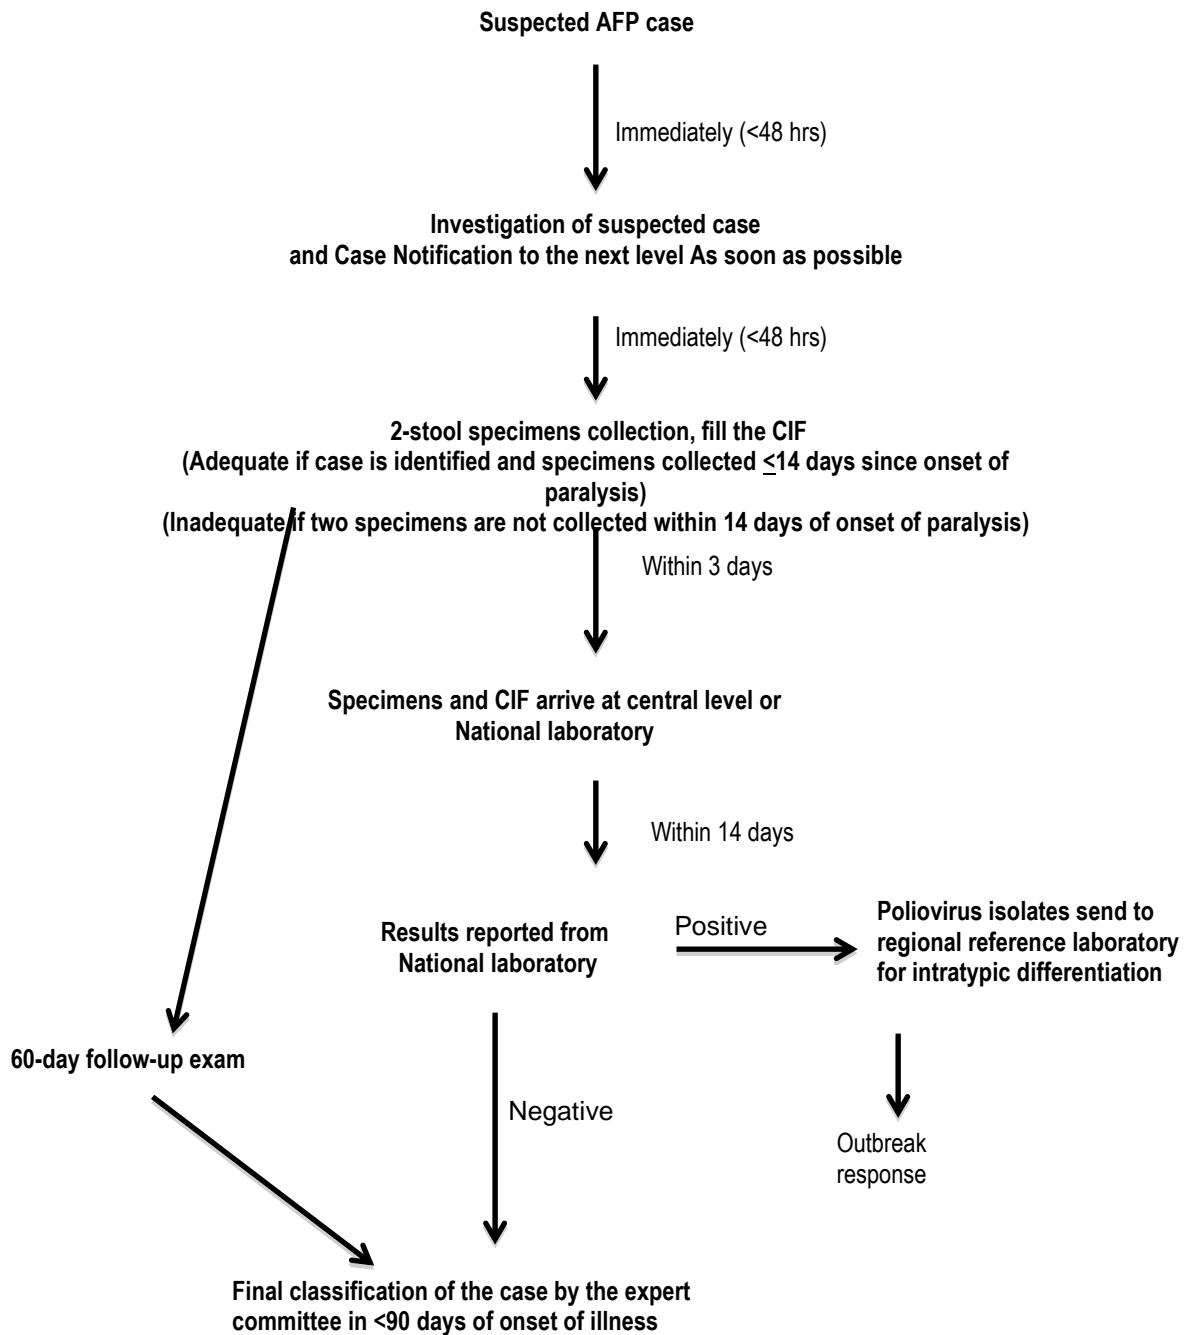 Suspected AFP case
Immediately (<48 hrs)
Investigation of suspected case
and Case Notification to the next level As soon as possible
Immediately (<48 hrs)
2-stool specimens collection, fill the CIF
(Adequate if case is identified and specimens collected <14 days since onset of
paralysis)
(Inadequate if two specimens are not collected within 14 days of onset of paralysis)
Within 3 days
Specimens and CIF arrive at central level or
National laboratory
Within 14 days
Results reported from
National laboratory
Positive
Poliovirus isolates send to
regional reference laboratory
for intratypic differentiation
60-day follow-up exam
Negative
Outbreak
response
Final classification of the case by the expert
committee in <90 days of onset of illness